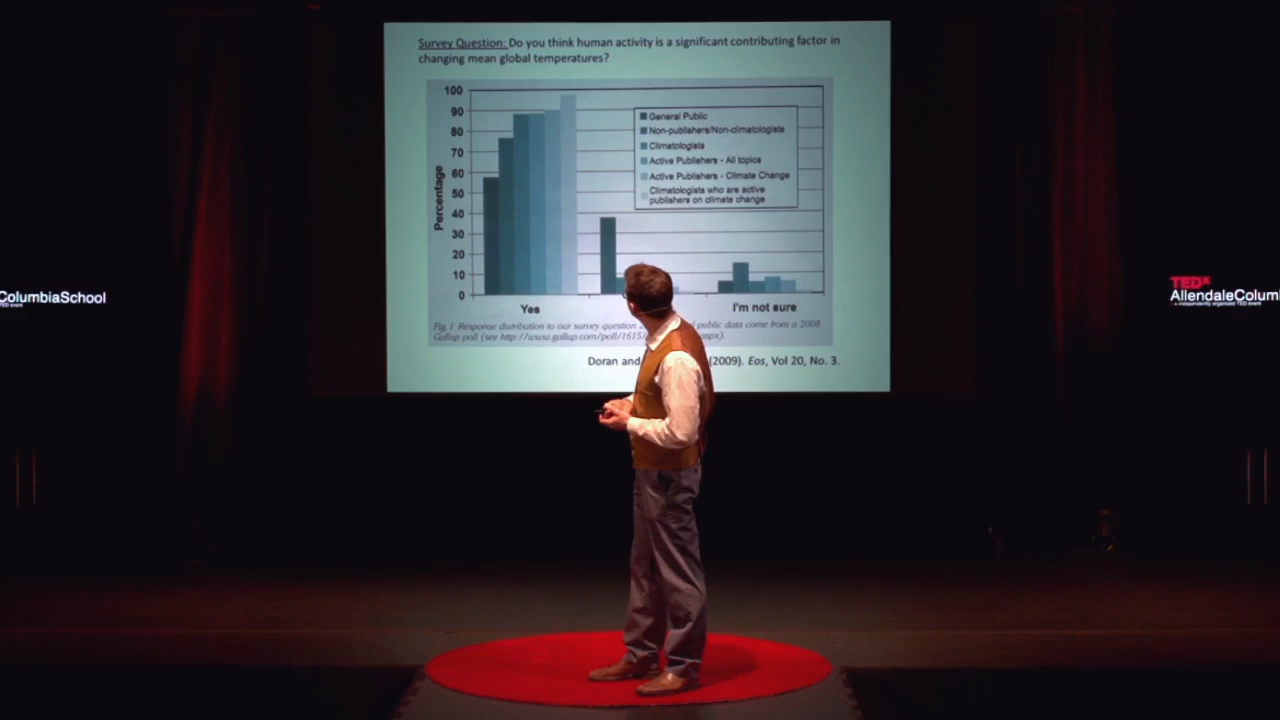 Survey Question: Do you think human activity is a significant contributing factor in
changing mean global temperatures?
100
90
80
70
60
50
40
30
20
10
0
Percentage
General Public
Non-publishers/Non-climatologists
Climatologists
Active Publishers - All topics
Active Publishers - Climate Change
Climatologists who are active
publishers on climate change
Yes
I'm not sure
Fig. 1. Response distribution to our survey question public data come from a 2008
Gallup poll (see http://www.gallup.com/poll/1615/
Doran and (2009). Eos, Vol 20, No. 3.
ColumbiaSchool
TEDx
AllendaleColum